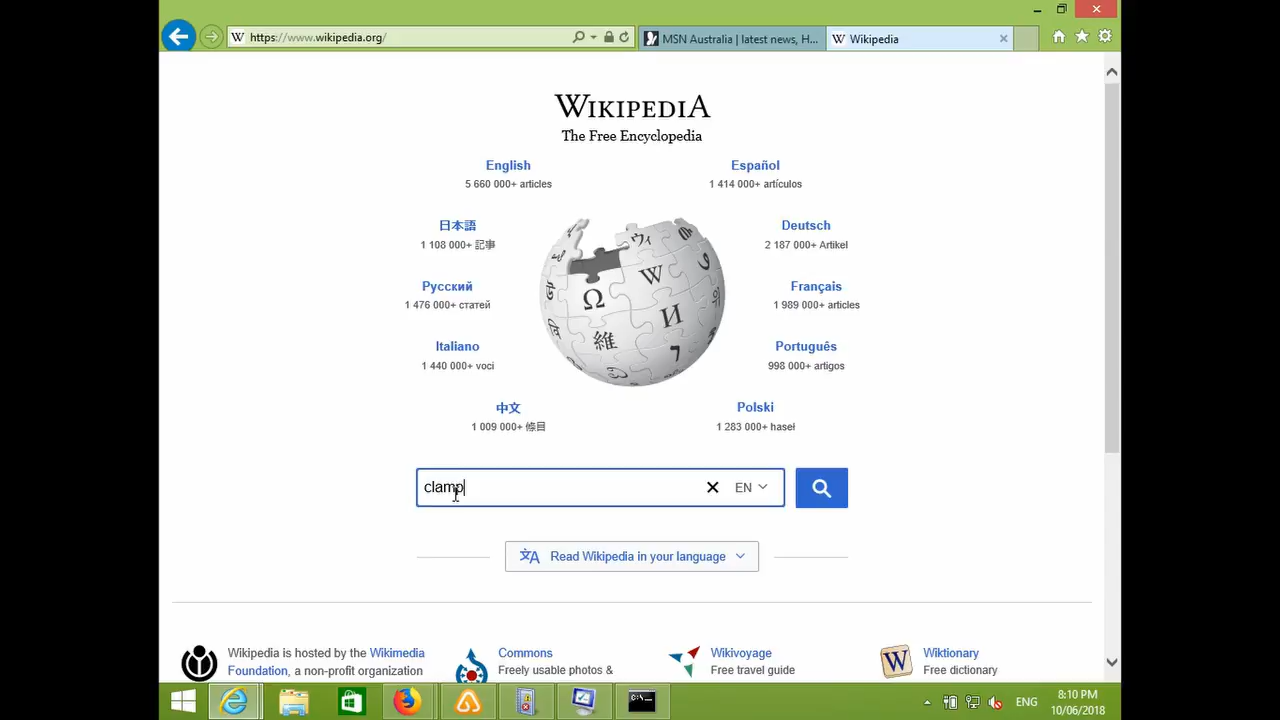 https://www.wikipedia.org/
MSN Australia | latest news, H...
Wikipedia
WIKIPEDIA
The Free Encyclopedia
English
5 660 000+ articles
Español
1 414 000+ artículos
日本語
1 108 000+ 記事
Deutsch
2 187 000+ Artikel
Русский
1 476 000+ статей
Français
1 989 000+ articles
Italiano
1 440 000+ voci
Português
998 000+ artigos
中文
1 009 000+ 條目
Polski
1 283 000+ haseł
Ω
W
И
維
ウィ
7
clamp
EN
Read Wikipedia in your language
Wikipedia is hosted by the Wikimedia
Foundation, a non-profit organization
Commons
Freely usable photos &
Wikivoyage
Free travel guide
W
Wiktionary
Free dictionary
C:\_
ENG
8:10 PM
10/06/2018